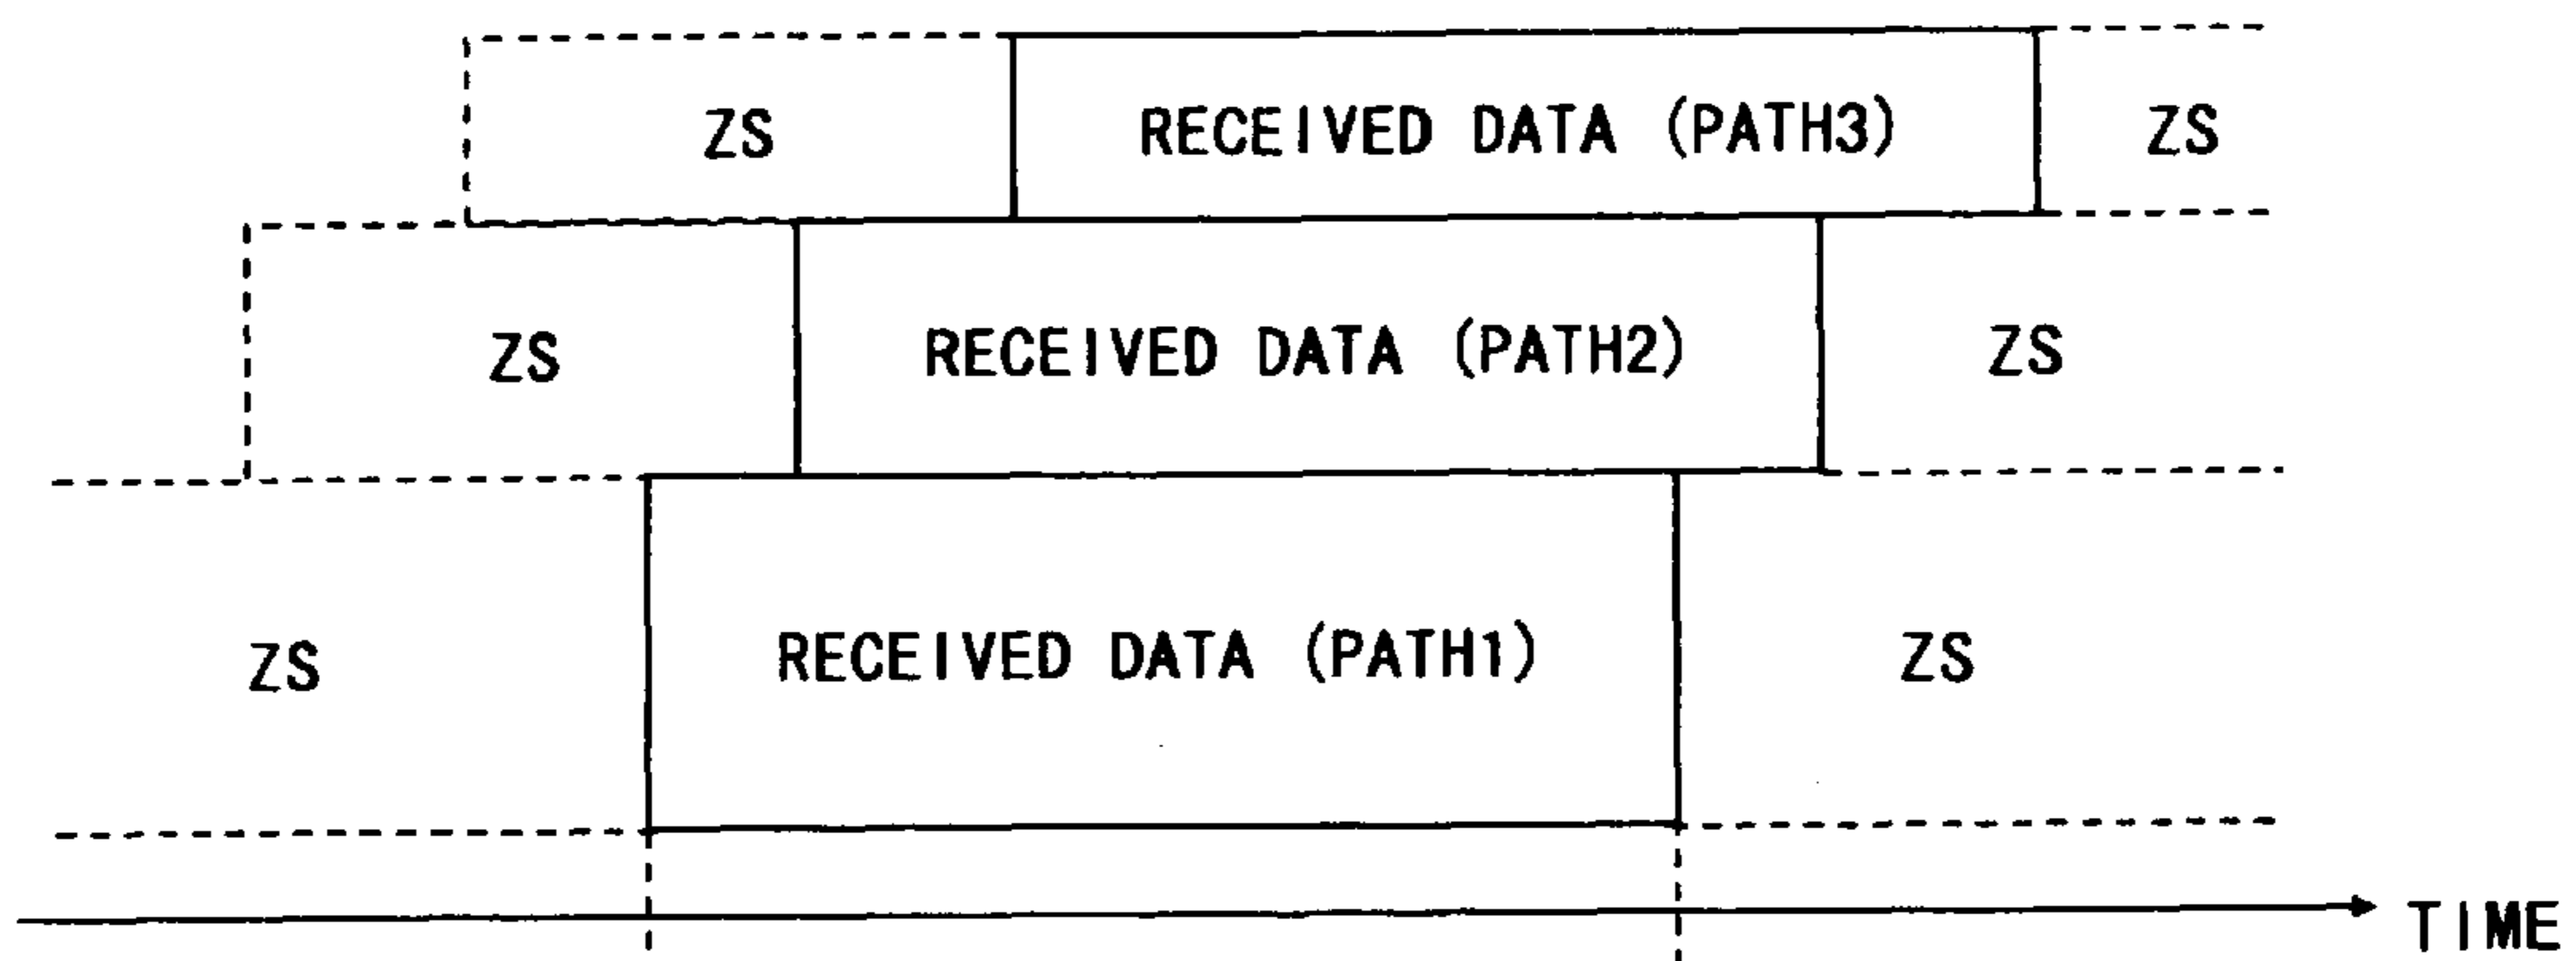 ZS RECEIVED DATA (PATH3) ZS
ZS RECEIVED DATA (PATH2) ZS
ZS RECEIVED DATA (PATH1) ZS
TIME